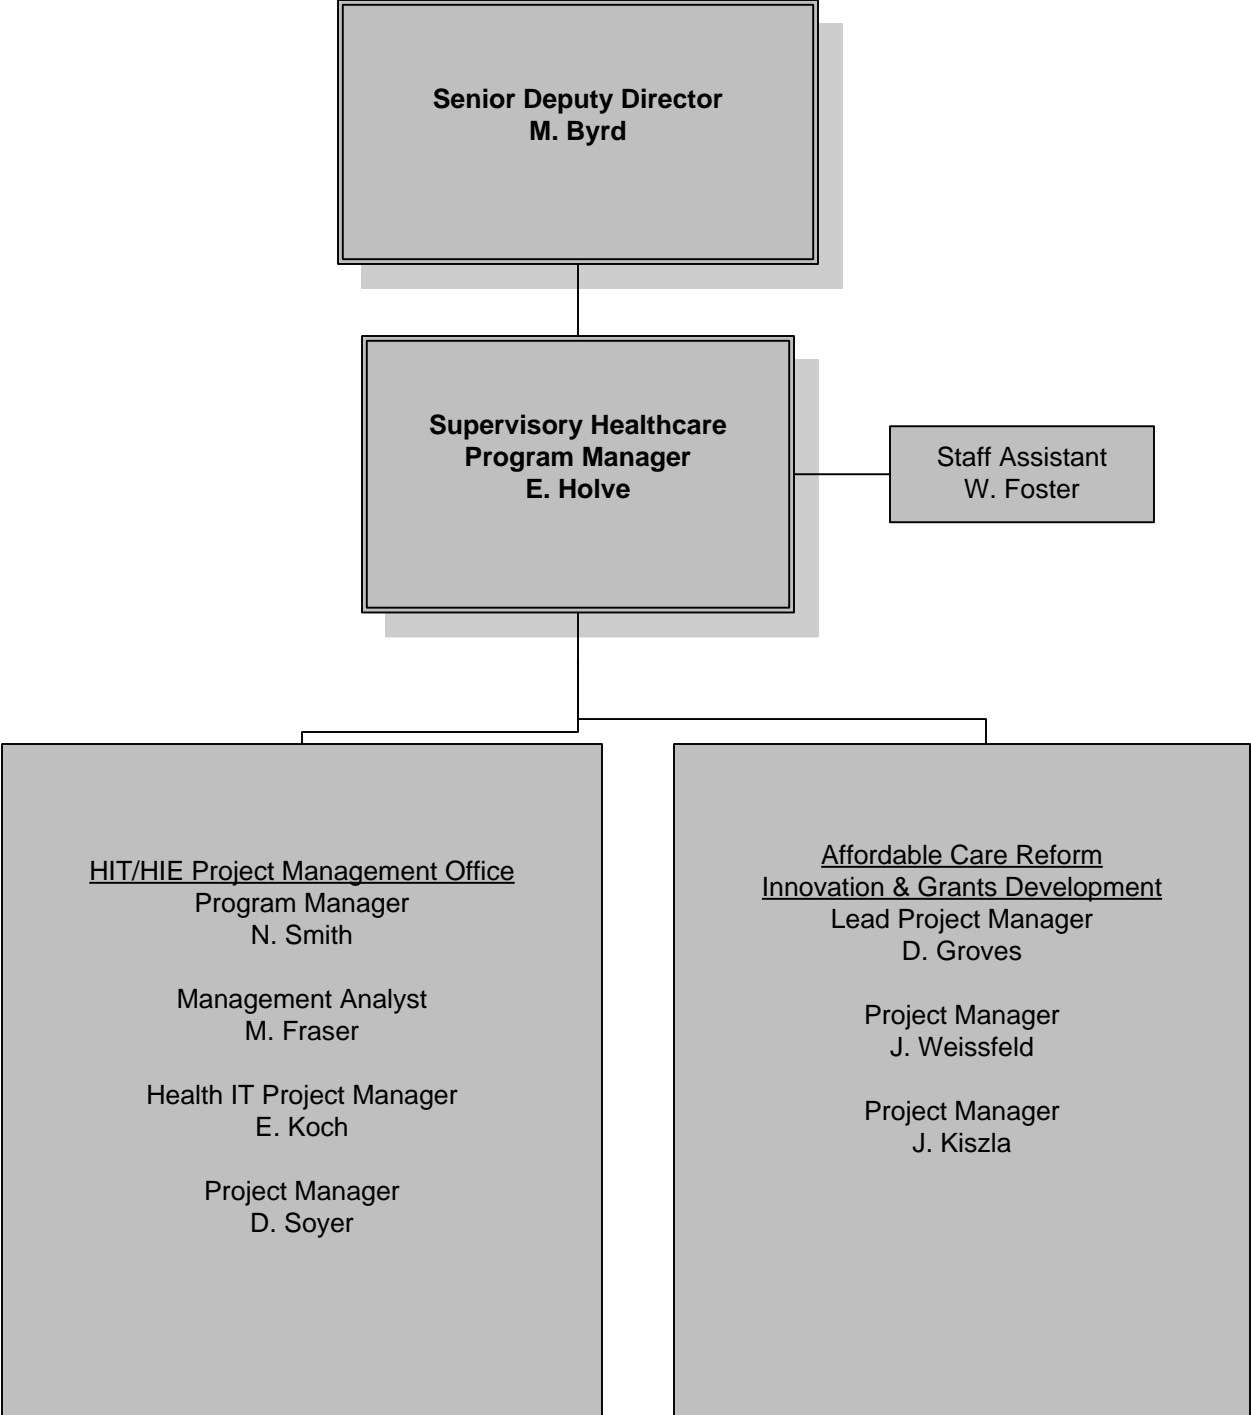 Senior Deputy Director
M. Byrd
Supervisory Healthcare
Program Manager
E. Holve
Staff Assistant
W. Foster
HIT/HIE Project Management Office
Program Manager
N. Smith
Management Analyst
M. Fraser
Health IT Project Manager
E. Koch
Project Manager
D. Soyer
Affordable Care Reform
Innovation & Grants Development
Lead Project Manager
D. Groves
Project Manager
J. Weissfeld
Project Manager
J. Kiszla